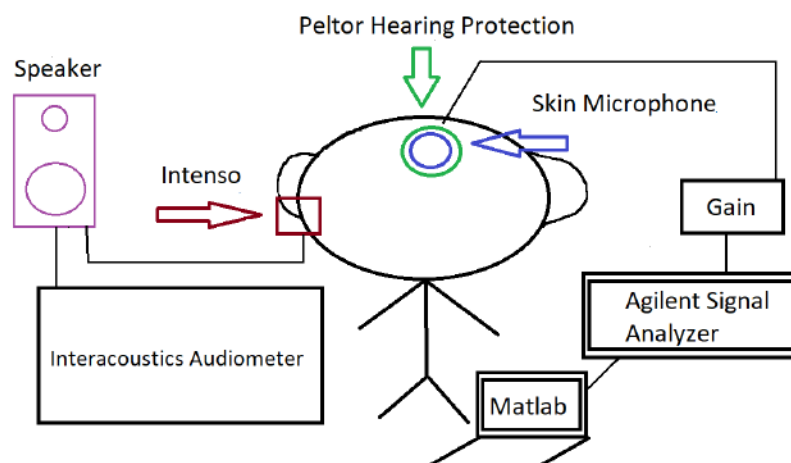 Peltor Hearing Protection
Speaker
Skin Microphone
Intenso
Gain
Agilent Signal
Analyzer
Interacoustics Audiometer
Matlab